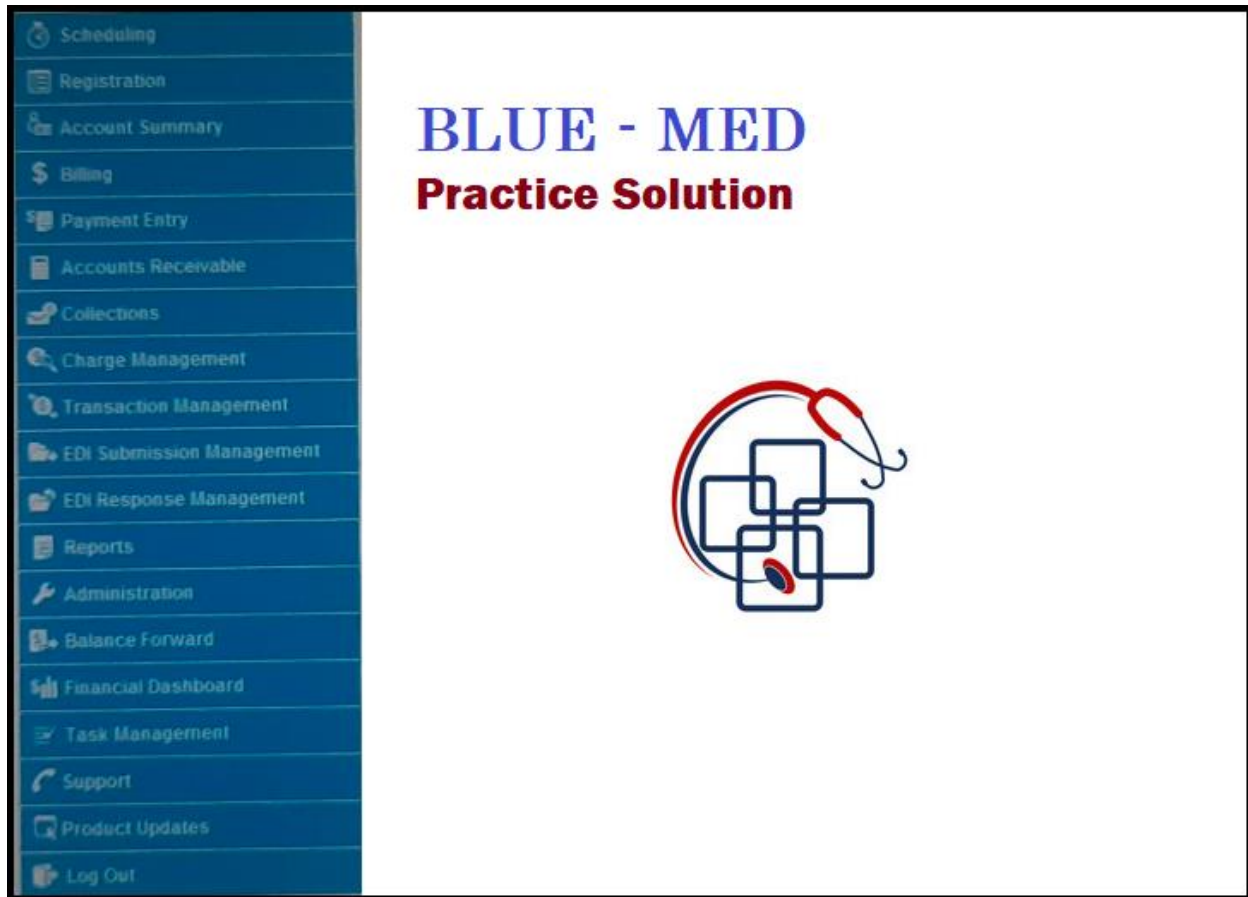 Scheduling
Registration
Account Summary
Billing
Payment Entry
Accounts Receivable
Collections
Charge Management
Transaction Management
EDI Submission Management
EDI Response Management
Reports
Administration
Balance Forward
Financial Dashboard
Task Management
Support
Product Updates
Log Out
BLUE - MED
Practice Solution